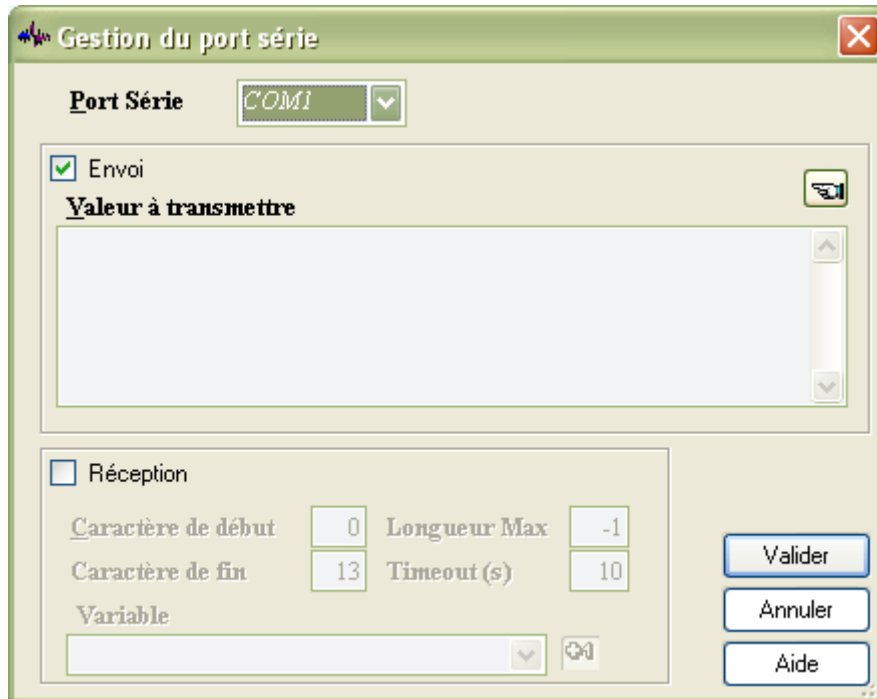 Gestion du port série
Port Série COM1
Envoi
Valeur à transmettre
Réception
Caractère de début 0 Longueur Max -1
Caractère de fin 13 Timeout (s) 10
Variable
Valider
Annuler
Aide